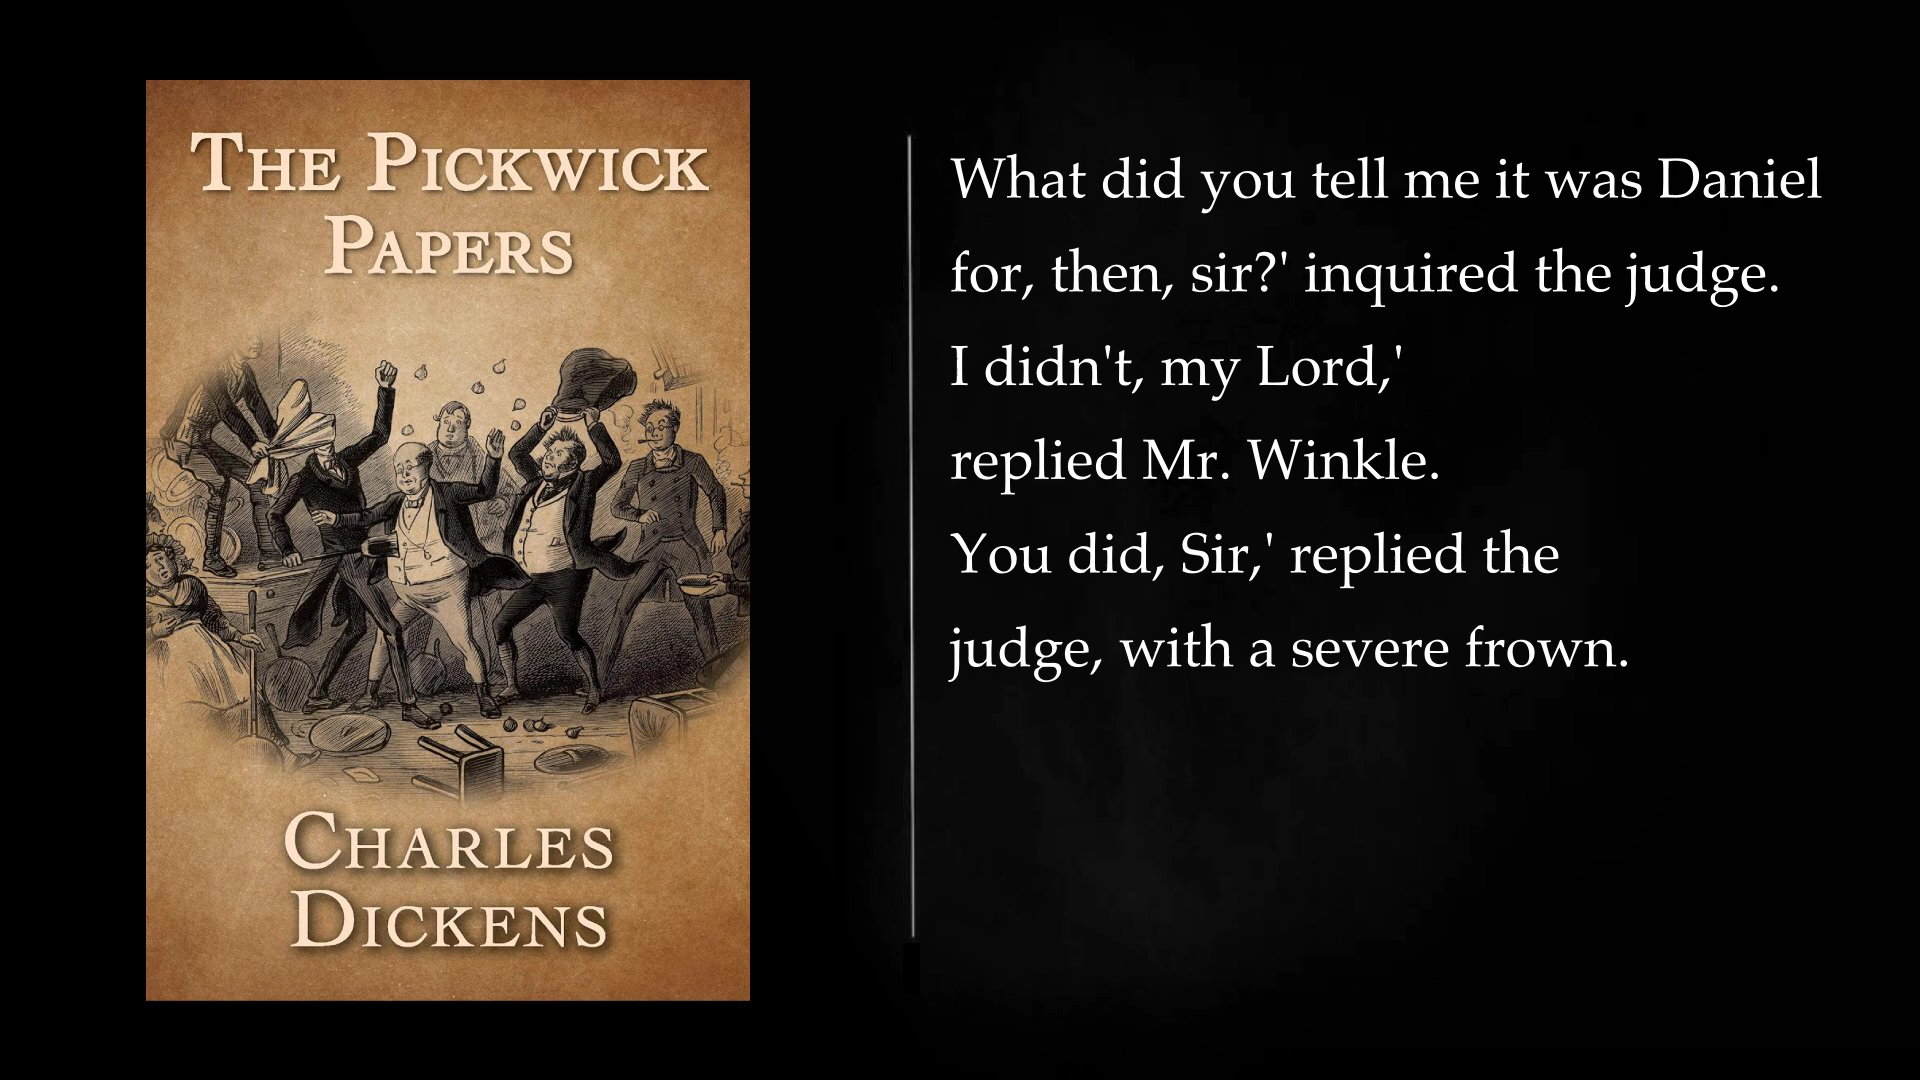 THE PICKWICK
PAPERS
CHARLES
DICKENS
What did you tell me it was Daniel
for, then, sir?' inquired the judge.
I didn't, my Lord,'
replied Mr. Winkle.
You did, Sir,' replied the
judge, with a severe frown.